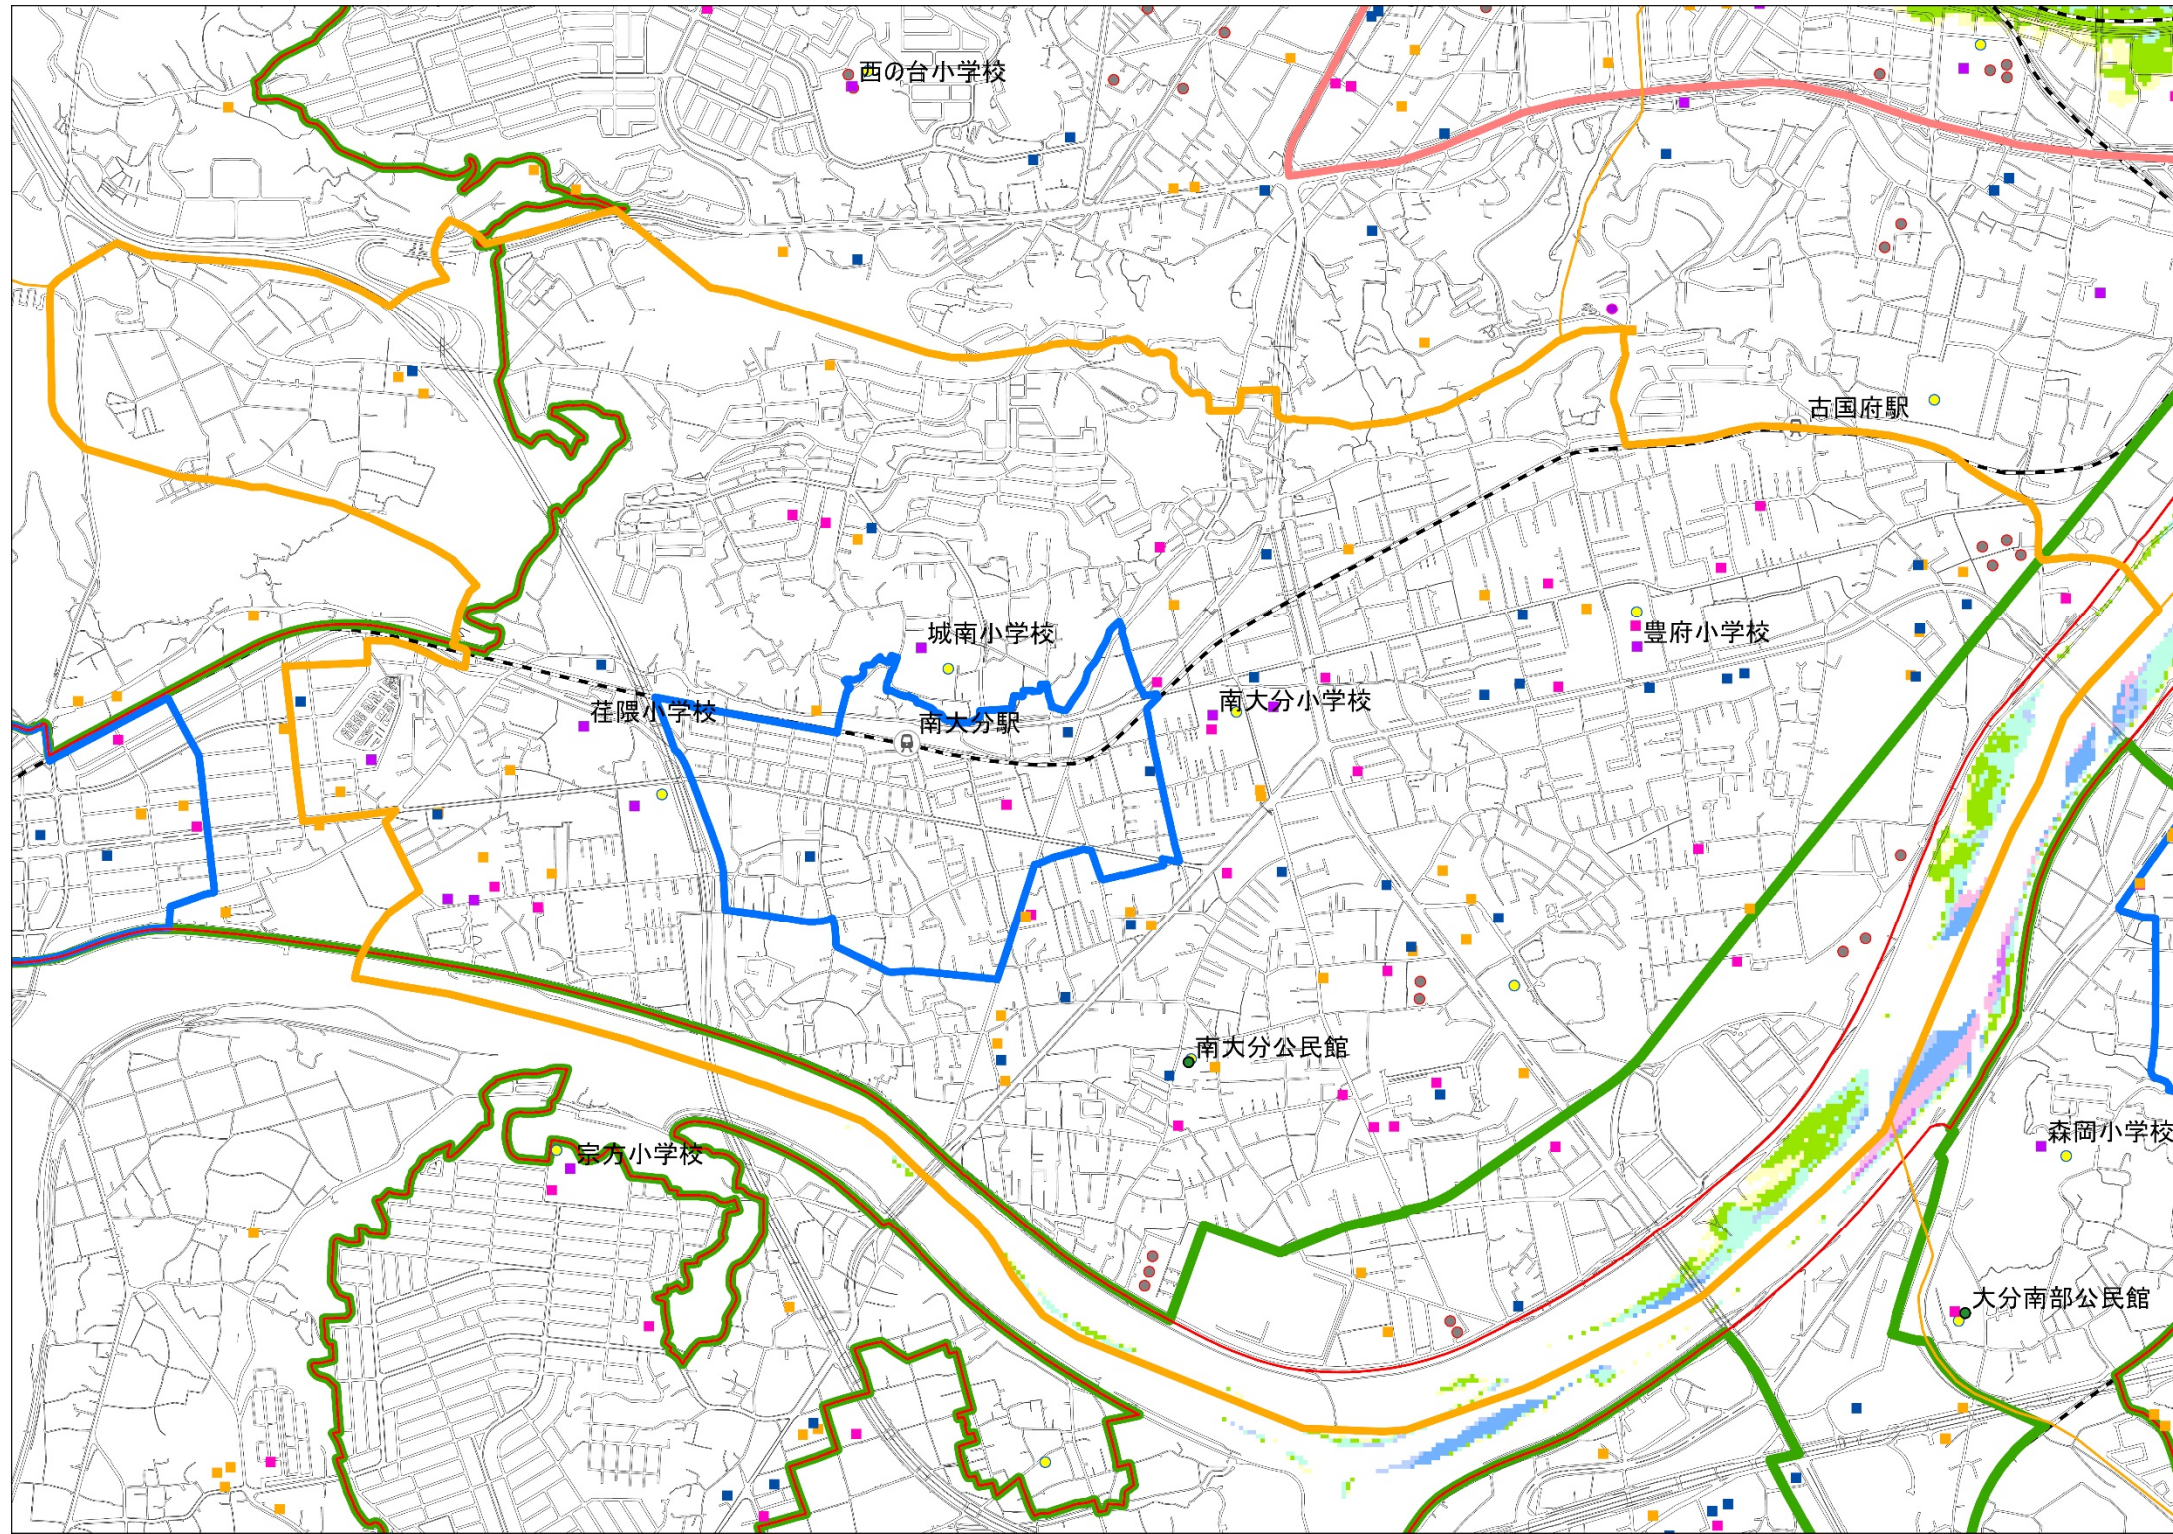 西の台小学校
古国府駅
城南小学校
豊府小学校
南大分小学校
荏隈小学校
南大分駅
南大分公民館
森岡小学校
宗方小学校
大分南部公民館